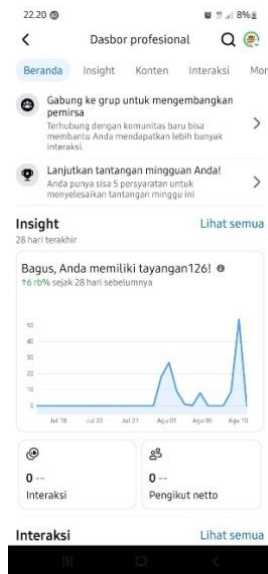 22.20
8%
Dasbor profesional
Beranda Insight Konten Interaksi Mon
Gabung ke grup untuk mengembangkan
pemirsa
Terhubung dengan komunitas baru bisa
membantu Anda mendapatkan lebih banyak
interaksi.
Lanjutkan tantangan mingguan Anda!
Anda punya sisa 5 persyaratan untuk
menyelesaikan tantangan minggu ini
Insight Lihat semua
28 hari terakhir
Bagus, Anda memiliki tayangan126!
↑6 rb% sejak 28 hari sebelumnya
50
40
30
20
10
0
Jul 18 Jul 22 Jul 27 Agu 01 Agu 05 Agu 10
0 --
Interaksi
0 --
Pengikut netto
Interaksi Lihat semua